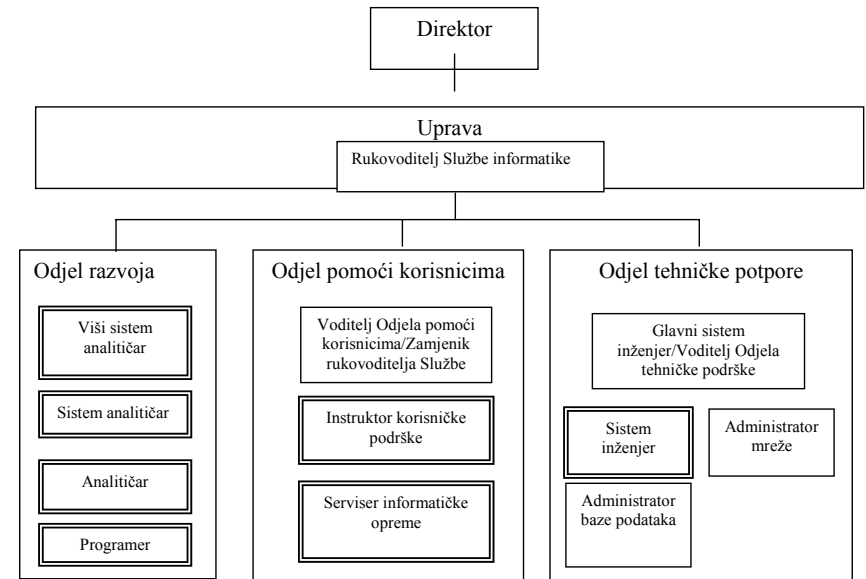 Direktor
Uprava
Rukovoditelj Službe informatike
Odjel razvoja
Viši sistem
analitičar
Sistem analitičar
Analitičar
Programer
Odjel pomoći korisnicima
Voditelj Odjela pomoći
korisnicima/Zamjenik
rukovoditelja Službe
Instruktor korisničke
podrške
Serviser informatičke
opreme
Odjel tehničke potpore
Glavni sistem
inženjer/Voditelj Odjela
tehničke podrške
Sistem
inženjer
Administrator
mreže
Administrator
baze podataka